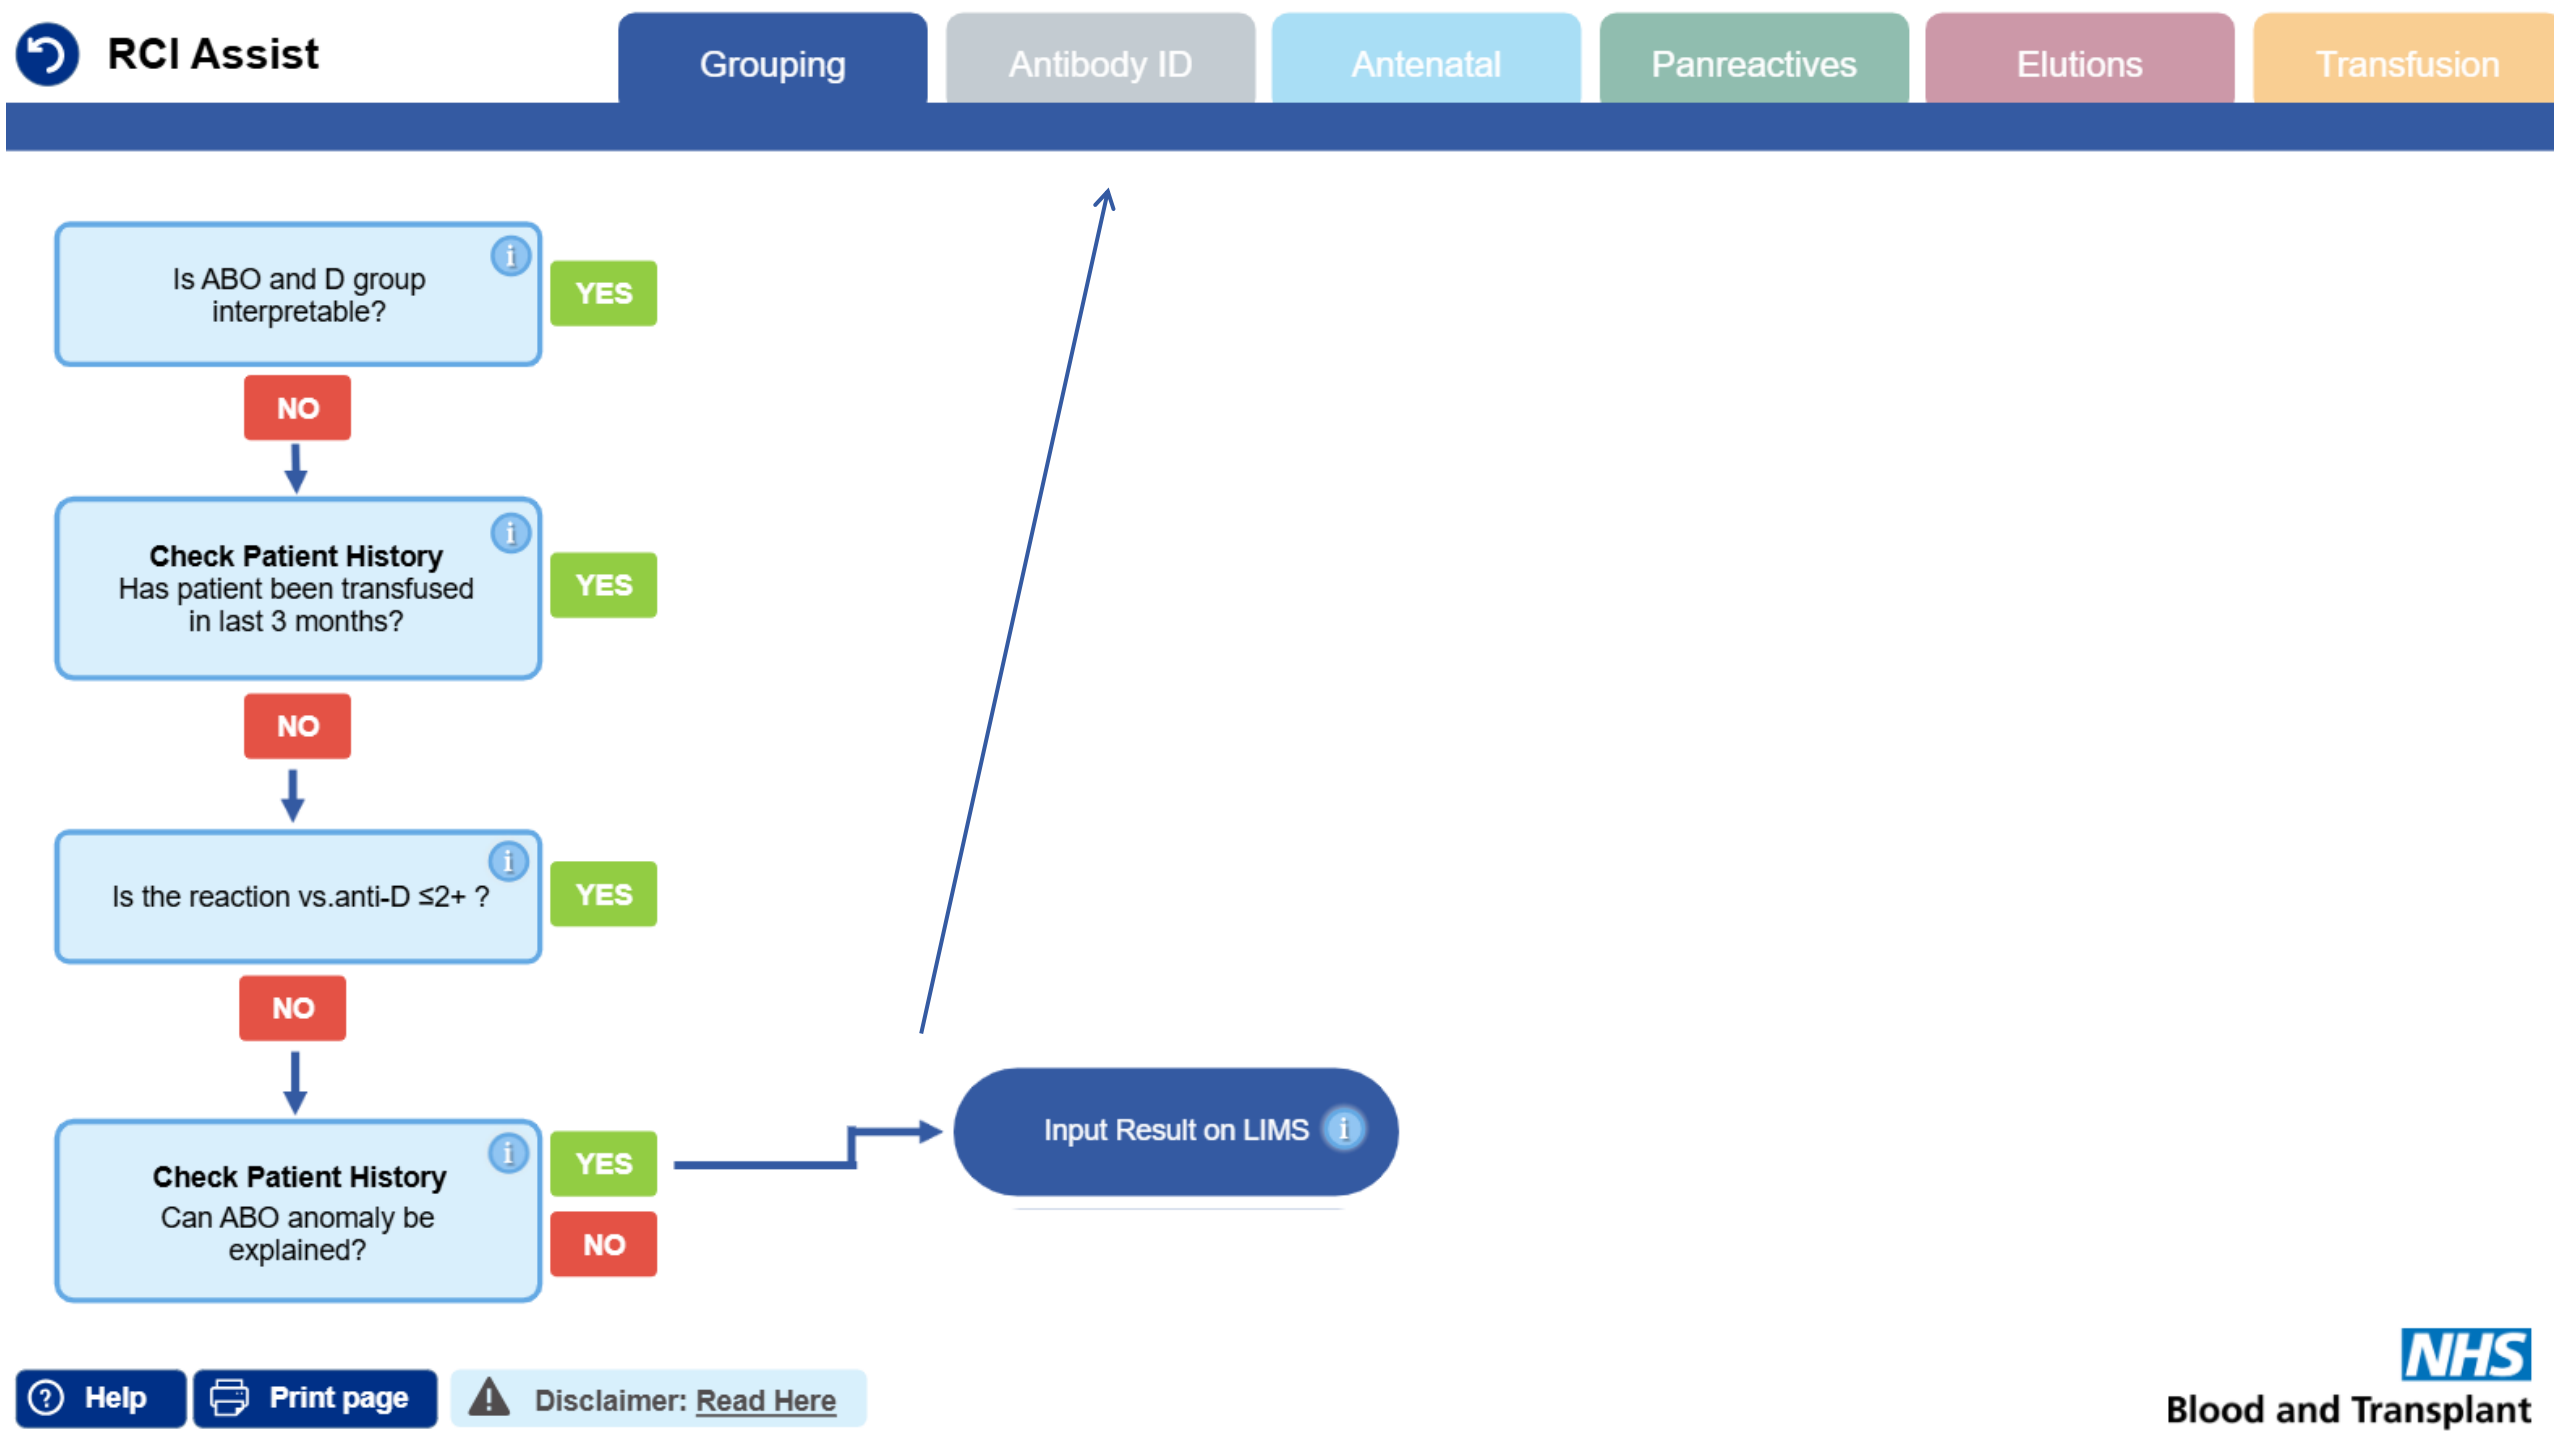 RCI Assist
Grouping
Antibody ID
Antenatal
Panreactives
Elutions
Transfusion
Is ABO and D group
interpretable?
YES
NO
Check Patient History
Has patient been transfused
in last 3 months?
YES
NO
Is the reaction vs.anti-D ≤2+ ?
YES
NO
Check Patient History
Can ABO anomaly be
explained?
YES
NO
Input Result on LIMS
Help
Print page
Disclaimer: Read Here
NHS
Blood and Transplant